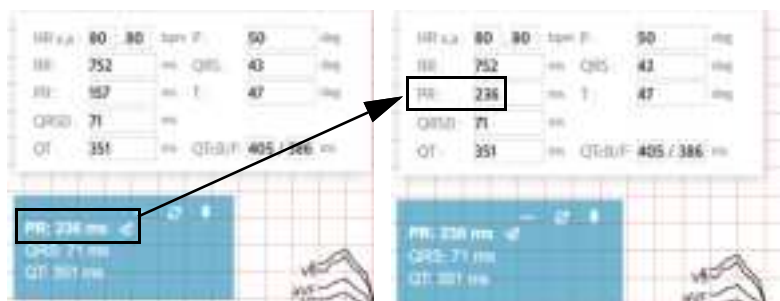 80 80 bpm P: 50 deg
RR: 752 ms QRS: 43 deg
PR: 157 ms T: 47 deg
QRSD: 71 ms
QT: 351 ms QTcB/F: 405 / 386 ms
PR: 236 ms
QRS: 71 ms
QT: 351 ms
V6
aVF
80 80 bpm P: 50 deg
RR: 752 ms QRS: 43 deg
PR: 236 ms T: 47 deg
QRSD: 71 ms
QT: 351 ms QTcB/F: 405 / 386 ms
PR: 236 ms
QRS: 71 ms
QT: 351 ms
V6
aVF